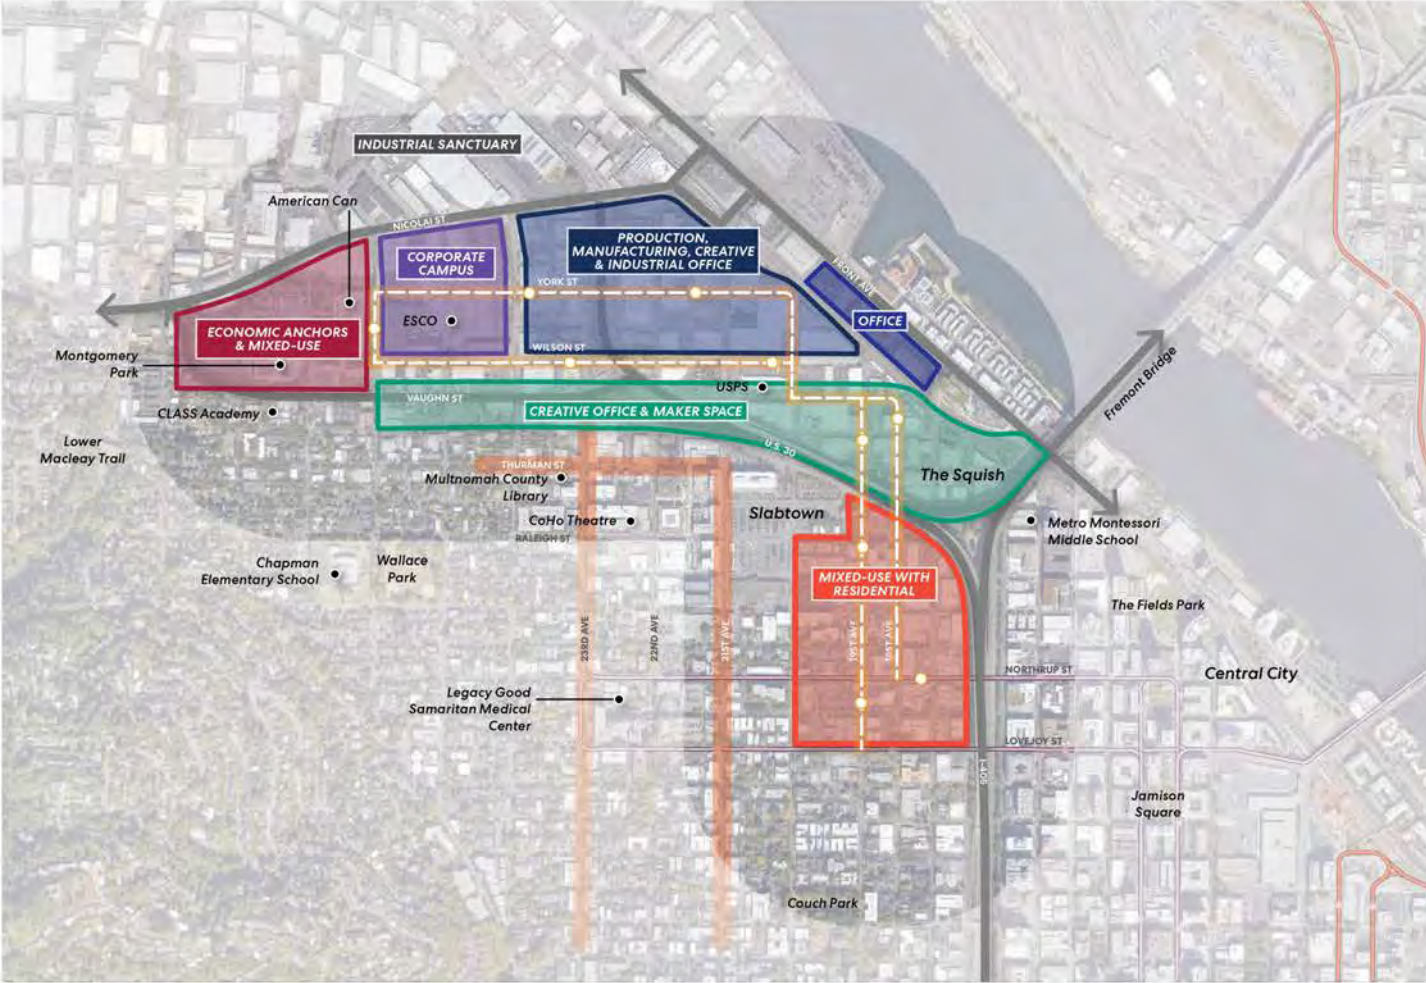 INDUSTRIAL SANCTUARY
American Can
NICOLAI ST
CORPORATE
CAMPUS
PRODUCTION,
MANUFACTURING, CREATIVE
& INDUSTRIAL OFFICE
FRONT AVE
YORK ST
ESCO
OFFICE
ECONOMIC ANCHORS
& MIXED-USE
WILSON ST
Montgomery
Park
Fremont Bridge
USPS
VAUGHN ST
CREATIVE OFFICE & MAKER SPACE
CLASS Academy
Lower
Macleay Trail
U.S. 30
THURMAN ST
The Squish
Multnomah County
Library
Slabtown
CoHo Theatre
Metro Montessori
Middle School
RALEIGH ST
Chapman
Elementary School
Wallace
Park
MIXED-USE WITH
RESIDENTIAL
The Fields Park
23RD AVE
22ND AVE
21ST AVE
19ST AVE
18ST AVE
NORTHRUP ST
Central City
Legacy Good
Samaritan Medical
Center
LOVEJOY ST
I-405
Jamison
Square
Couch Park